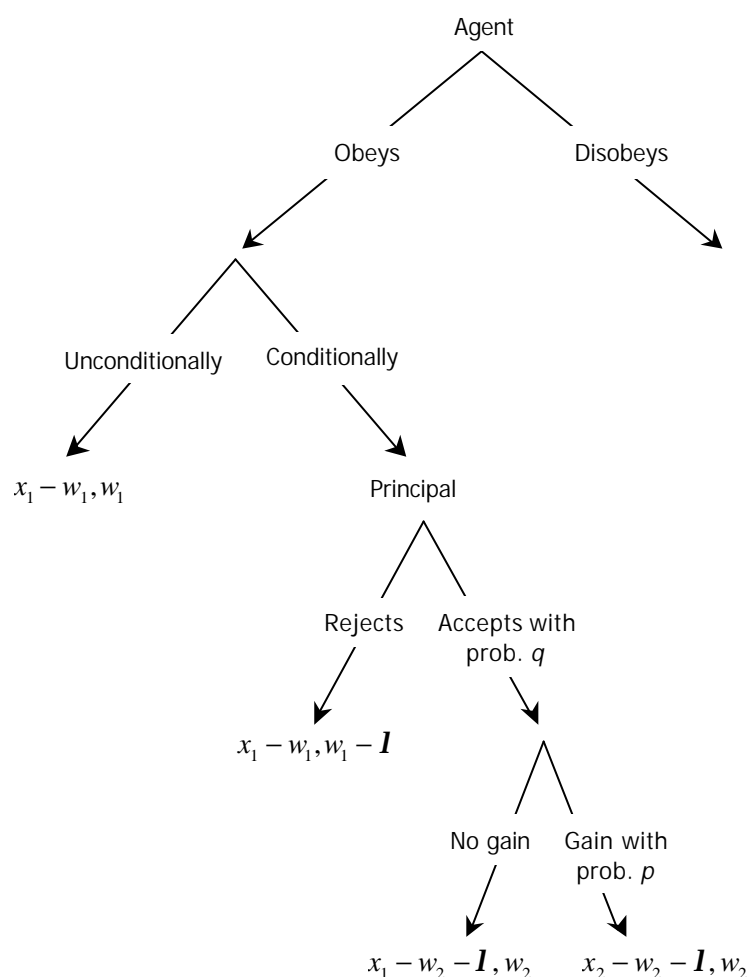 Agent
Obeys Disobeys
Unconditionally Conditionally
x₁ − w₁, w₁
Principal
Rejects Accepts with
prob. q
x₁ − w₁, w₁ − l
No gain Gain with
prob. p
x₁ − w₂ − l, w₂ x₂ − w₂ − l, w₂